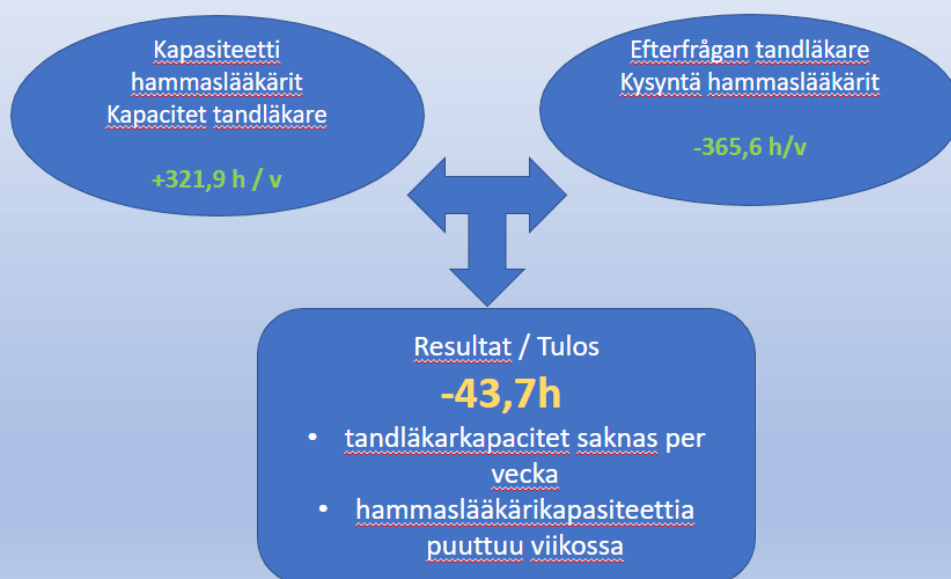 Kapasiteetti
hammaslääkärit
Kapacitet tandläkare
+321,9 h / v
Efterfrågan tandläkare
Kysyntä hammaslääkärit
-365,6 h/v
Resultat / Tulos
-43,7h
• tandläkarkapacitet saknas per
vecka
• hammaslääkärikapasiteettia
puuttuu viikossa